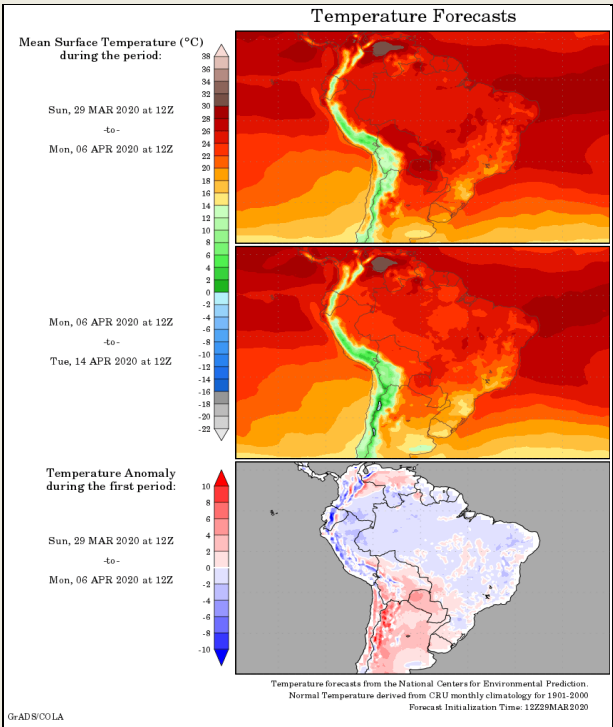 Temperature Forecasts
Mean Surface Temperature (°C)
during the period:
Sun, 29 MAR 2020 at 12Z
-to-
Mon, 06 APR 2020 at 12Z
38
36
34
32
30
28
26
24
22
20
18
16
14
12
10
8
6
4
2
0
-2
-4
-6
-8
-10
-12
-14
-16
-18
-20
-22
Mon, 06 APR 2020 at 12Z
-to-
Tue, 14 APR 2020 at 12Z
Temperature Anomaly
during the first period:
Sun, 29 MAR 2020 at 12Z
-to-
Mon, 06 APR 2020 at 12Z
10
8
6
4
2
0
-2
-4
-6
-8
-10
Temperature forecasts from the National Centers for Environmental Prediction.
Normal Temperature derived from CRU monthly climatology for 1901-2000
Forecast Initialization Time: 12Z29MAR2020
GrADS/COLA